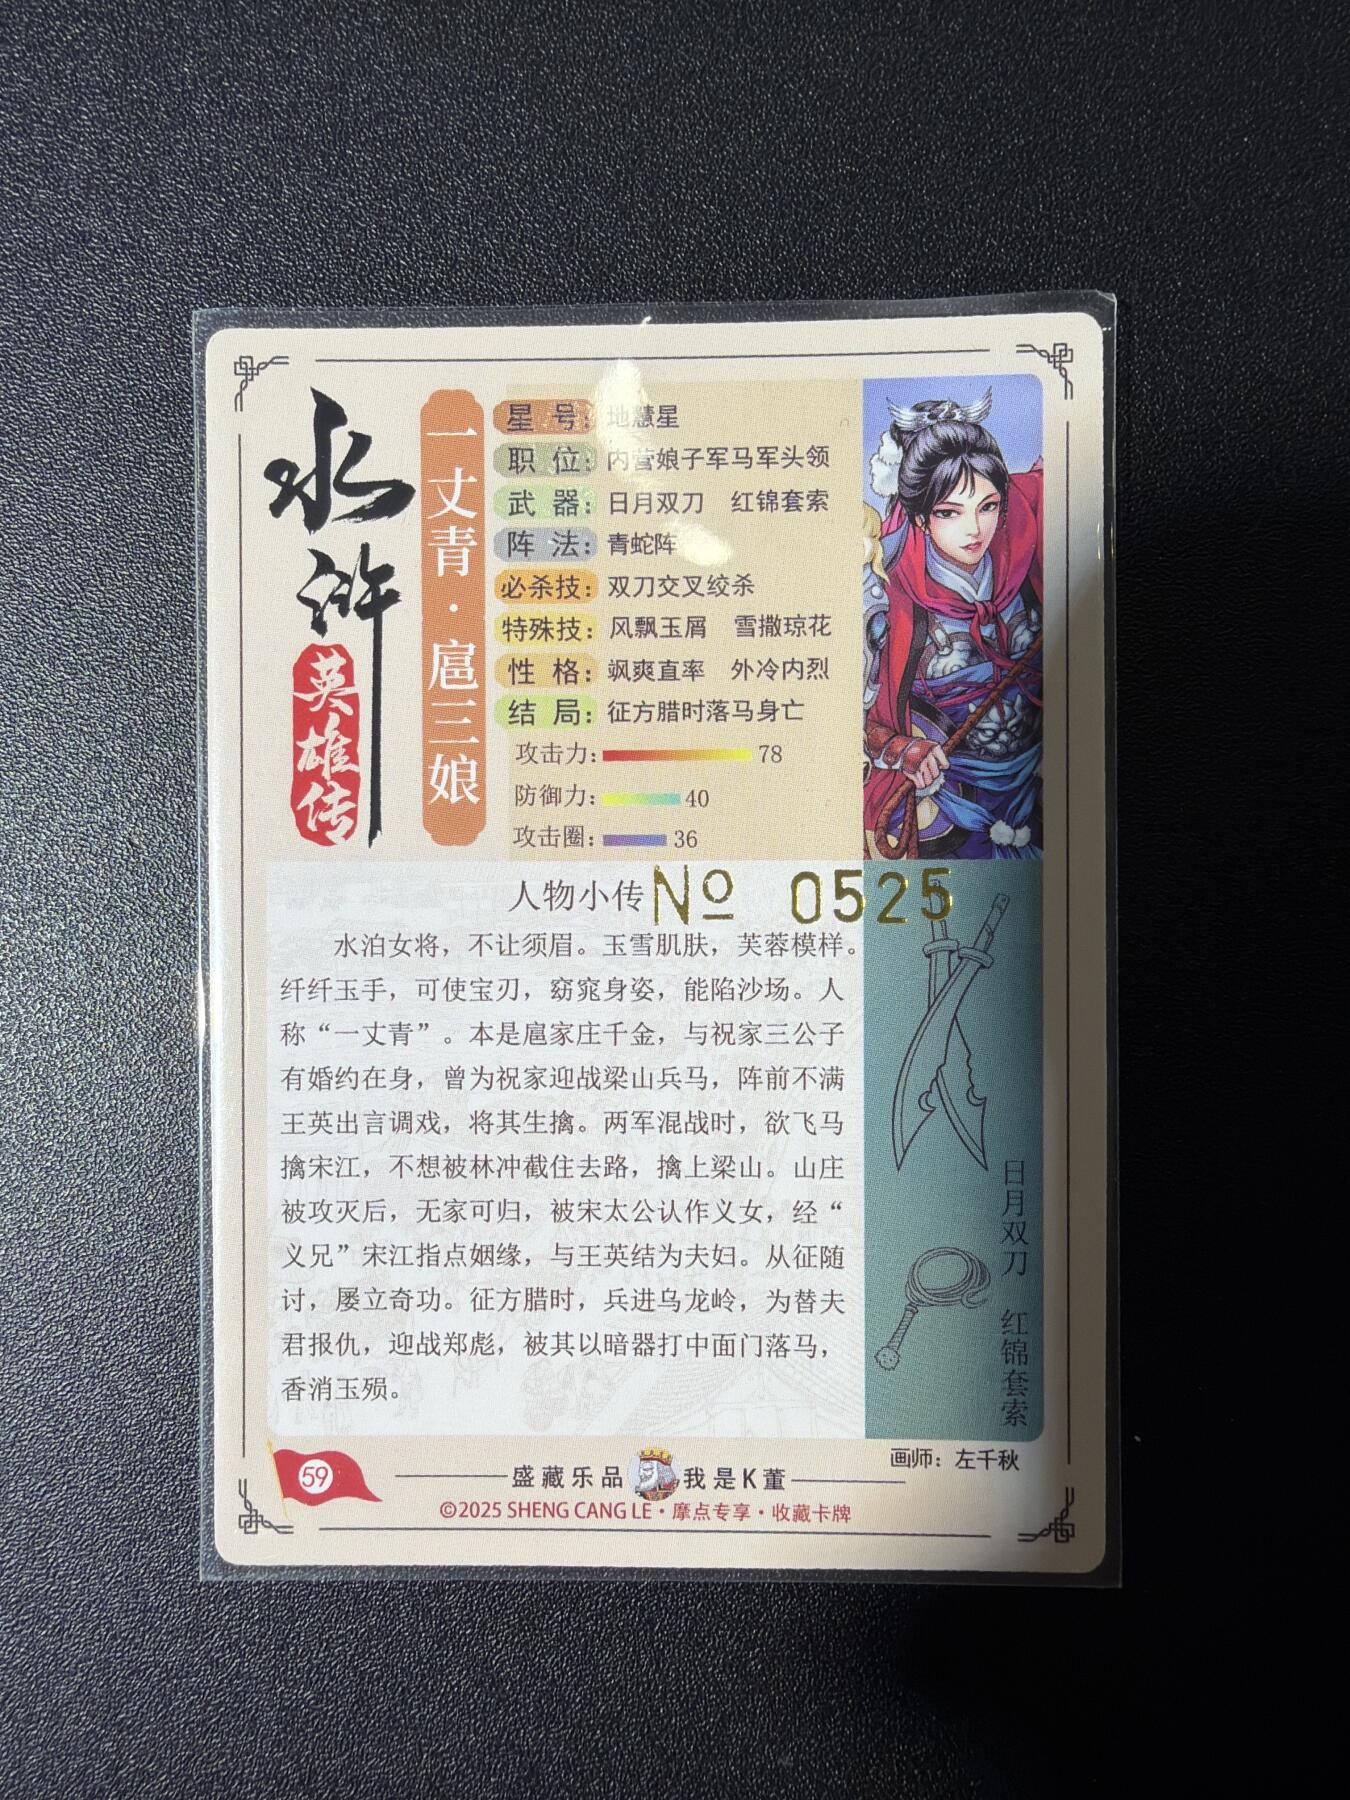 水浒
英雄传
一丈青·扈三娘
星号：地慧星
职位：内营娘子军马军头领
武器：日月双刀 红锦套索
阵法：青蛇阵
必杀技：双刀交叉绞杀
特殊技：风飘玉屑 雪撒琼花
性格：飒爽直率 外冷内烈
结局：征方腊时落马身亡
攻击力：78
防御力：40
攻击圈：36
人物小传
№ 0525
水泊女将，不让须眉。玉雪肌肤，芙蓉模样。
纤纤玉手，可使宝刃，窈窕身姿，能陷沙场。人
称“一丈青”。本是扈家庄千金，与祝家三公子
有婚约在身，曾为祝家迎战梁山兵马，阵前不满
王英出言调戏，将其生擒。两军混战时，欲飞马
擒宋江，不想被林冲截住去路，擒上梁山。山庄
被攻灭后，无家可归，被宋太公认作义女，经“
义兄”宋江指点姻缘，与王英结为夫妇。从征随
讨，屡立奇功。征方腊时，兵进乌龙岭，为替夫
君报仇，迎战郑彪，被其以暗器打中面门落马，
香消玉殒。
日月双刀 红锦套索
画师：左千秋
59
盛藏乐品 我是K董
©2025 SHENG CANG LE·摩点专享·收藏卡牌